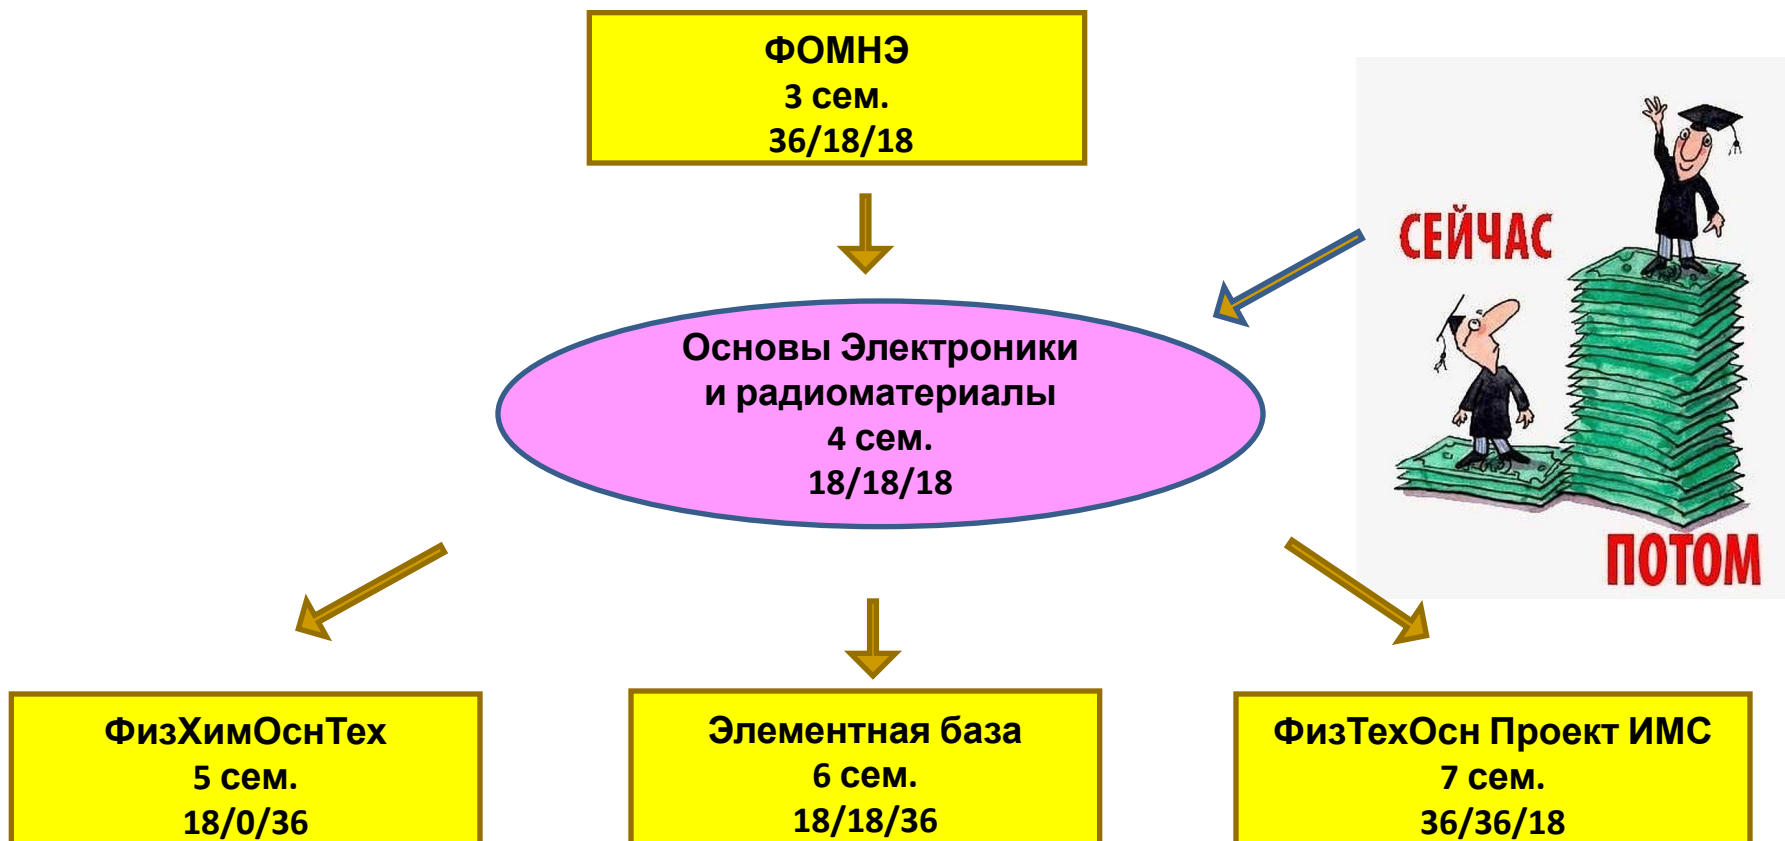 ФОМНЭ
3 сем.
36/18/18
СЕЙЧАС
ПОТОМ
Основы Электроники
и радиоматериалы
4 сем.
18/18/18
ФизХимОснТех
5 сем.
18/0/36
Элементная база
6 сем.
18/18/36
ФизТехОсн Проект ИМС
7 сем.
36/36/18